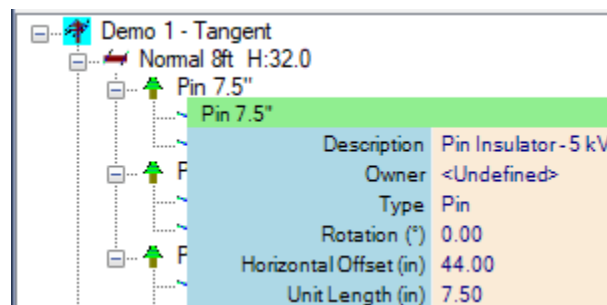 Demo 1 - Tangent
Normal 8ft H:32.0
Pin 7.5"
Pin 7.5"
Description Pin Insulator - 5 kV
Owner <Undefined>
Type Pin
Rotation (°) 0.00
Horizontal Offset (in) 44.00
Unit Length (in) 7.50